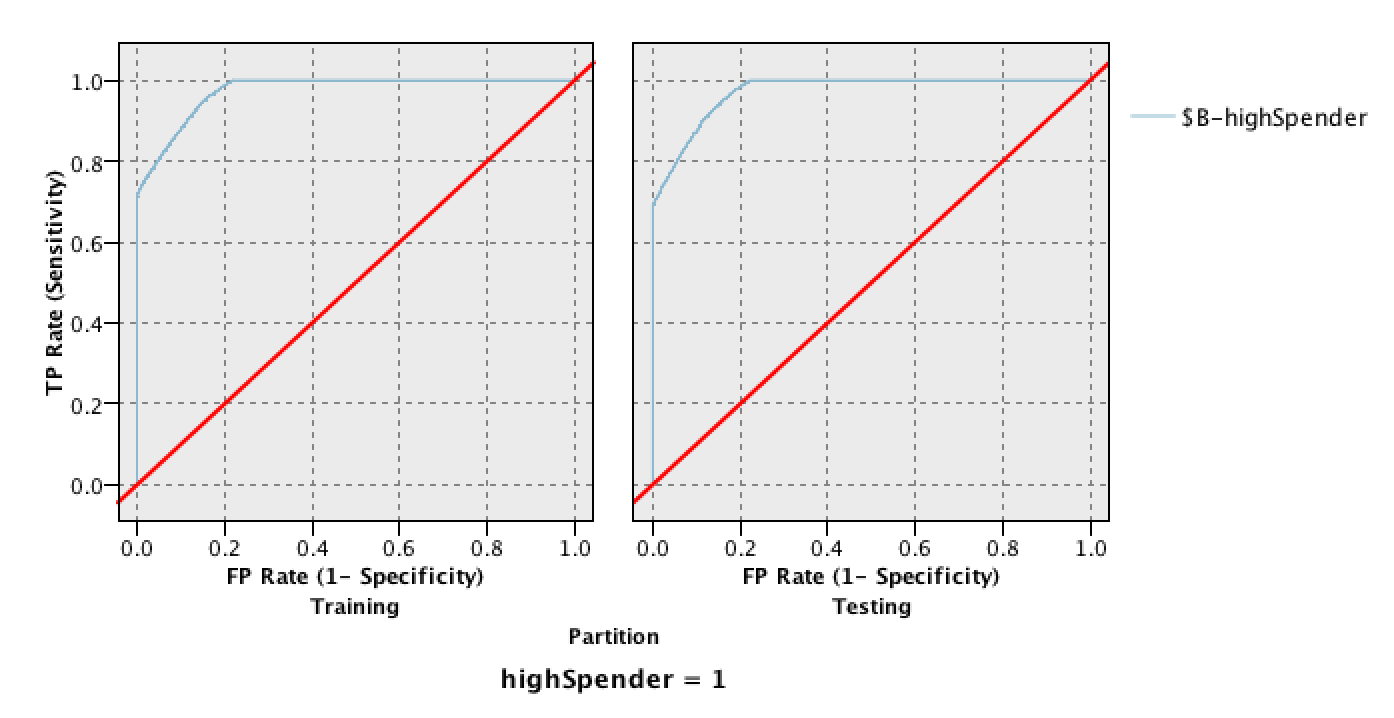 $B-highSpender
TP Rate (Sensitivity)
1.0
0.8
0.6
0.4
0.2
0.0
0.0 0.2 0.4 0.6 0.8 1.0
0.0 0.2 0.4 0.6 0.8 1.0
FP Rate (1- Specificity)
FP Rate (1- Specificity)
Training
Testing
Partition
highSpender = 1